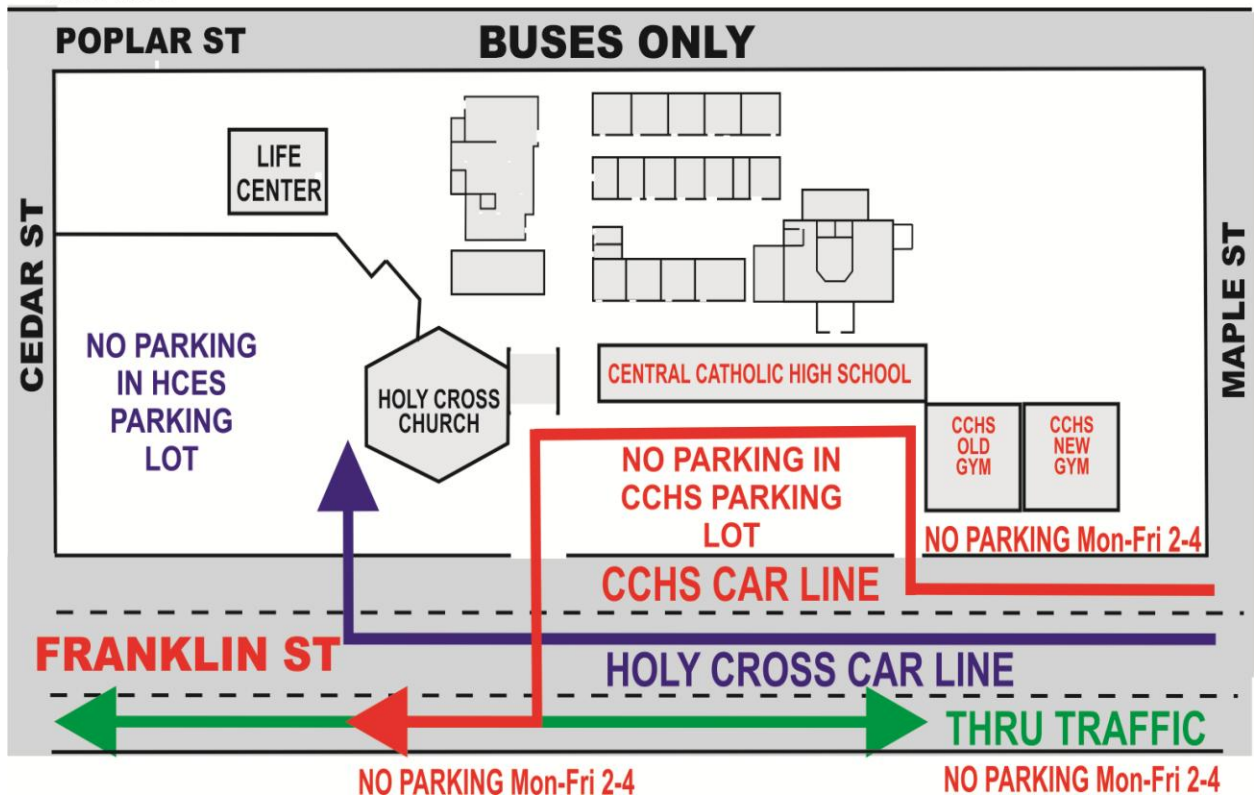 POPLAR ST
BUSES ONLY
LIFE
CENTER
CEDAR ST
MAPLE ST
NO PARKING
IN HCES
PARKING
LOT
HOLY CROSS
CHURCH
CENTRAL CATHOLIC HIGH SCHOOL
CCHS
OLD
GYM
CCHS
NEW
GYM
NO PARKING IN
CCHS PARKING
LOT
NO PARKING Mon-Fri 2-4
CCHS CAR LINE
FRANKLIN ST
HOLY CROSS CAR LINE
THRU TRAFFIC
NO PARKING Mon-Fri 2-4
NO PARKING Mon-Fri 2-4